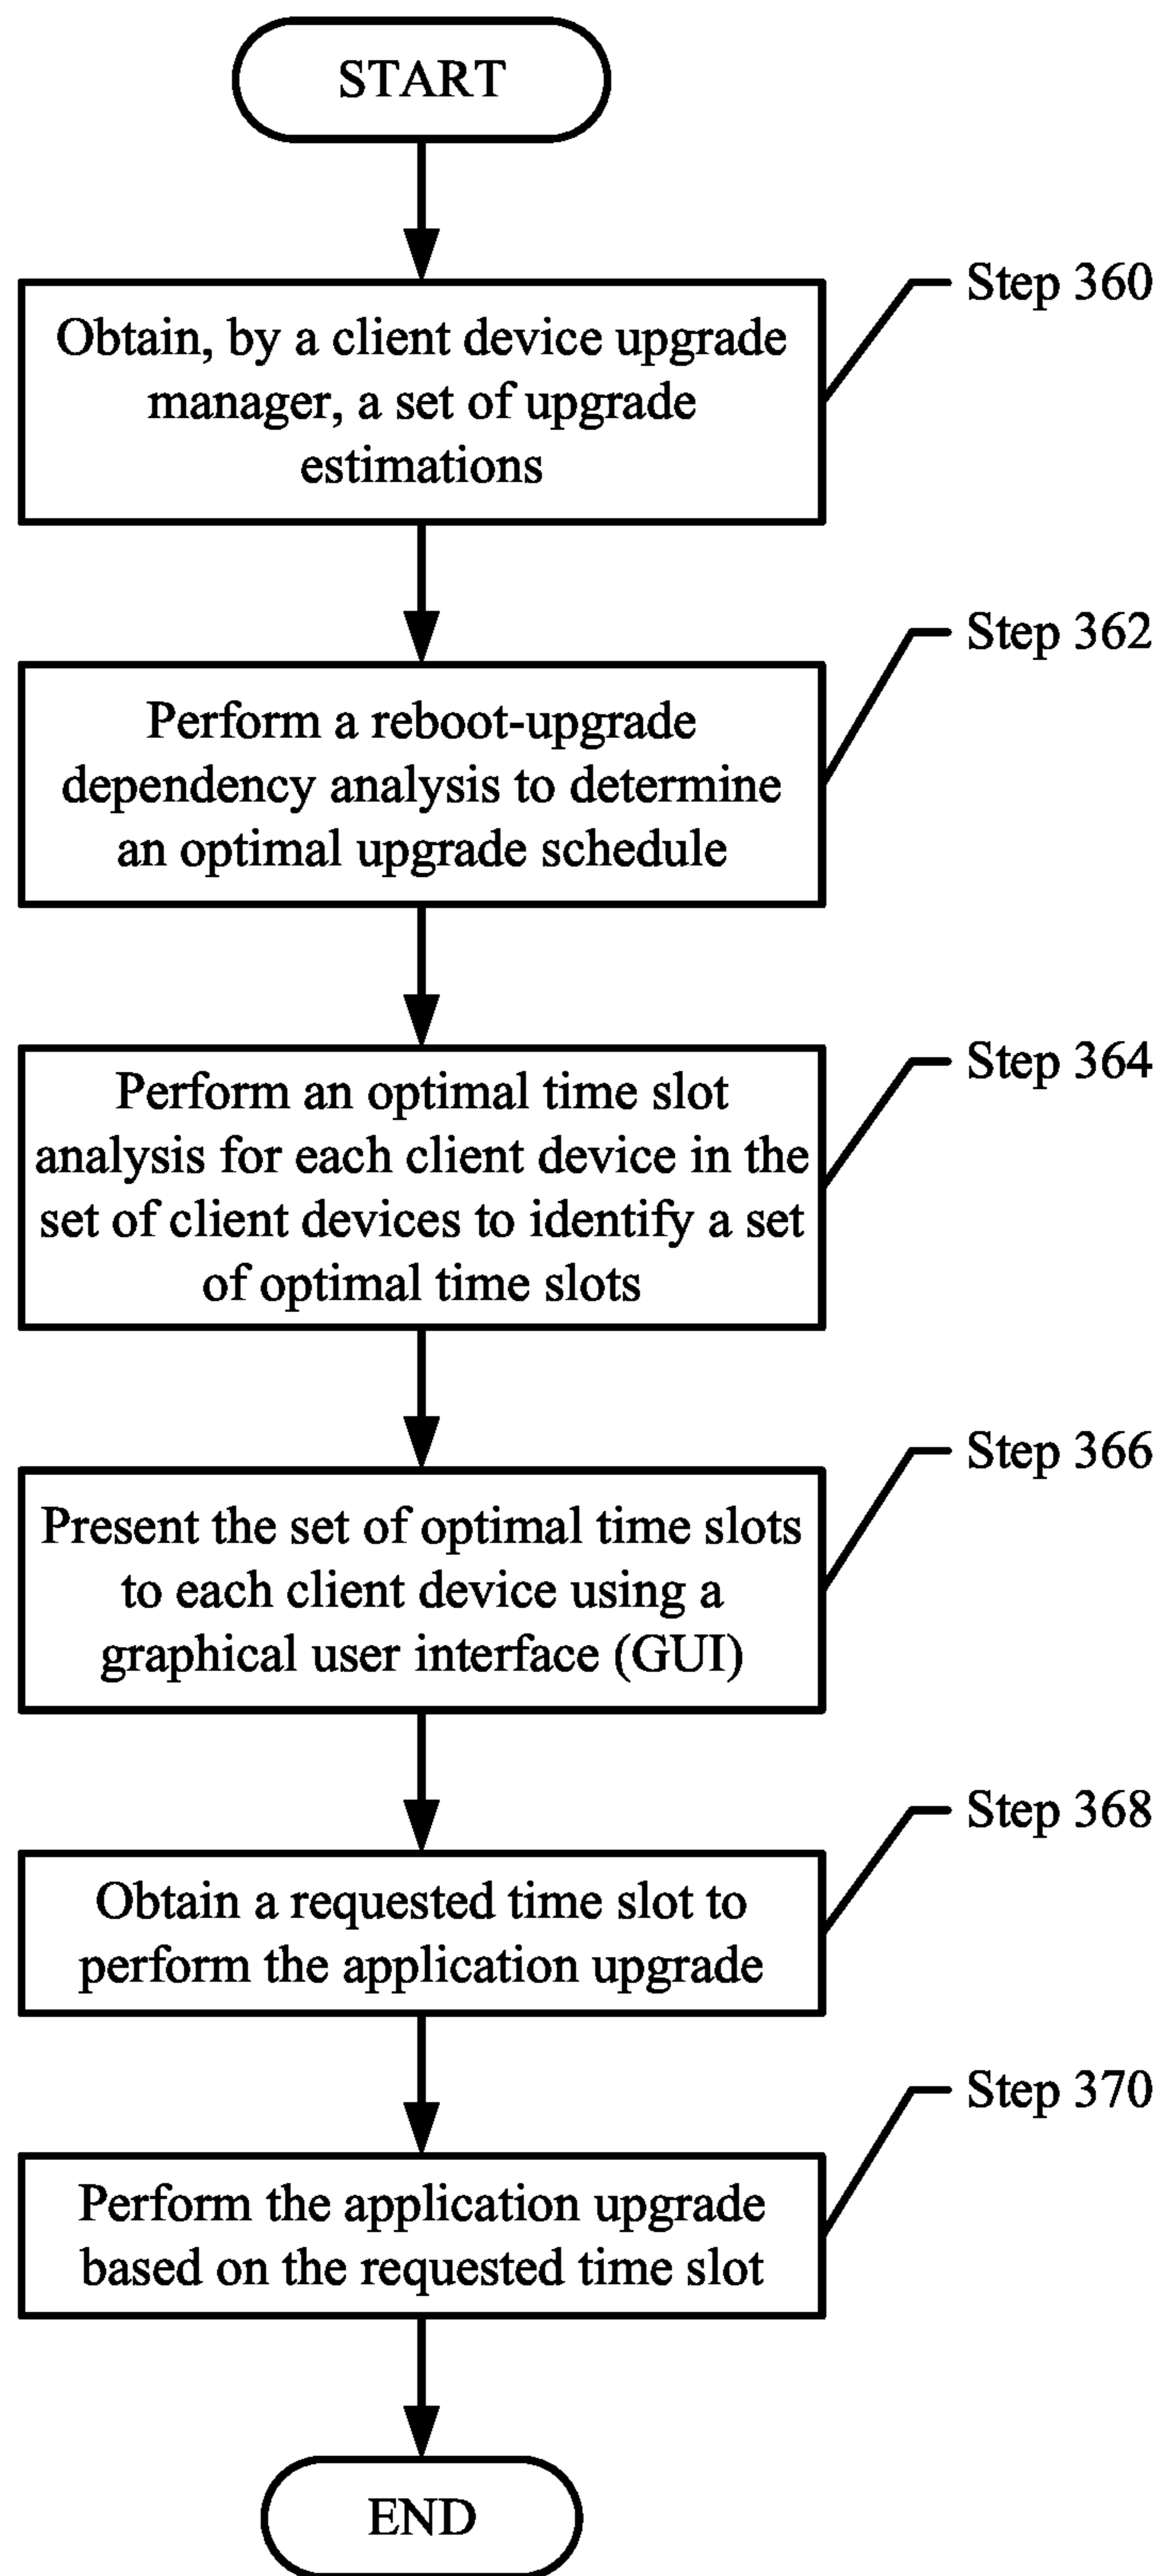 START
Step 360
Obtain, by a client device upgrade
manager, a set of upgrade
estimations
Step 362
Perform a reboot-upgrade
dependency analysis to determine
an optimal upgrade schedule
Step 364
Perform an optimal time slot
analysis for each client device in the
set of client devices to identify a set
of optimal time slots
Step 366
Present the set of optimal time slots
to each client device using a
graphical user interface (GUI)
Step 368
Obtain a requested time slot to
perform the application upgrade
Step 370
Perform the application upgrade
based on the requested time slot
END